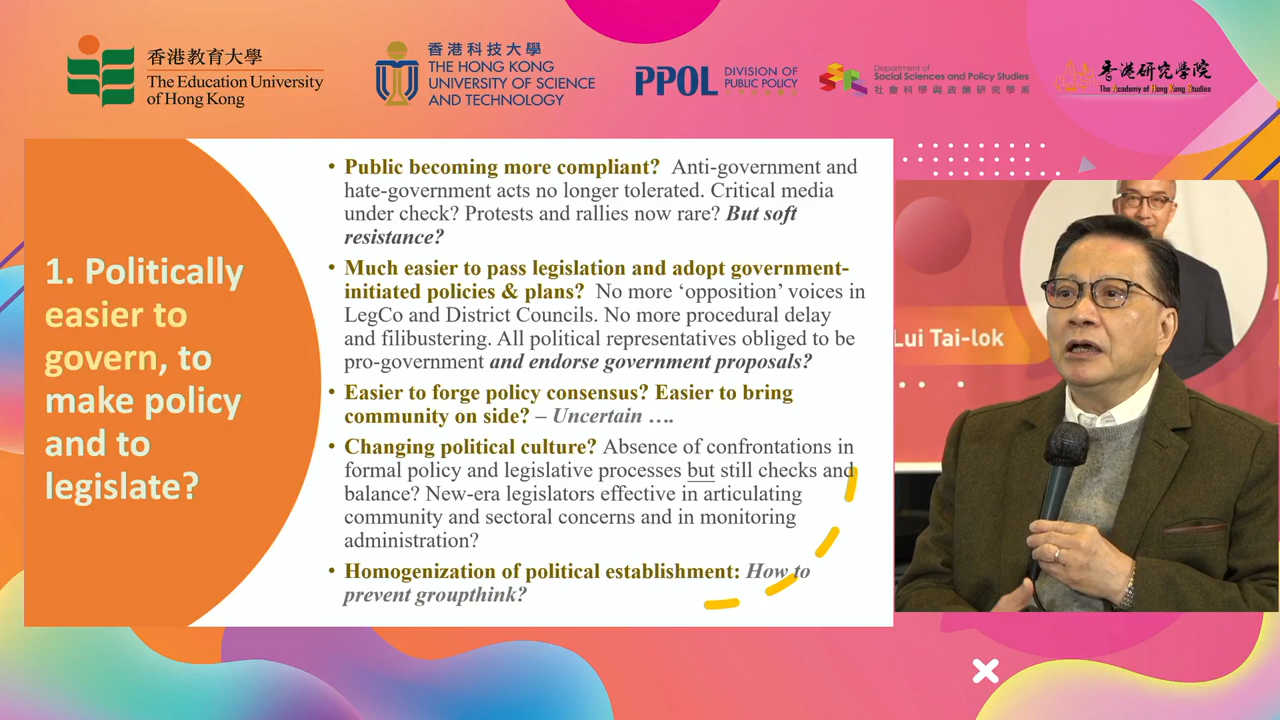 香港教育大學
The Education University
of Hong Kong
香港科技大學
THE HONG KONG
UNIVERSITY OF SCIENCE
AND TECHNOLOGY
PPOL
DIVISION OF
PUBLIC POLICY
Department of
Social Sciences and Policy Studies
社會科學與政策研究學系
香港研究學院
The Academy of Hong Kong Studies
1. Politically
easier to
govern, to
make policy
and to
legislate?
• Public becoming more compliant? Anti-government and
hate-government acts no longer tolerated. Critical media
under check? Protests and rallies now rare? But soft
resistance?
• Much easier to pass legislation and adopt government-
initiated policies & plans? No more ‘opposition’ voices in
LegCo and District Councils. No more procedural delay
and filibustering. All political representatives obliged to be
pro-government and endorse government proposals?
• Easier to forge policy consensus? Easier to bring
community on side? – Uncertain ….
• Changing political culture? Absence of confrontations in
formal policy and legislative processes but still checks and
balance? New-era legislators effective in articulating
community and sectoral concerns and in monitoring
administration?
• Homogenization of political establishment: How to
prevent groupthink?
Lui Tai-lok